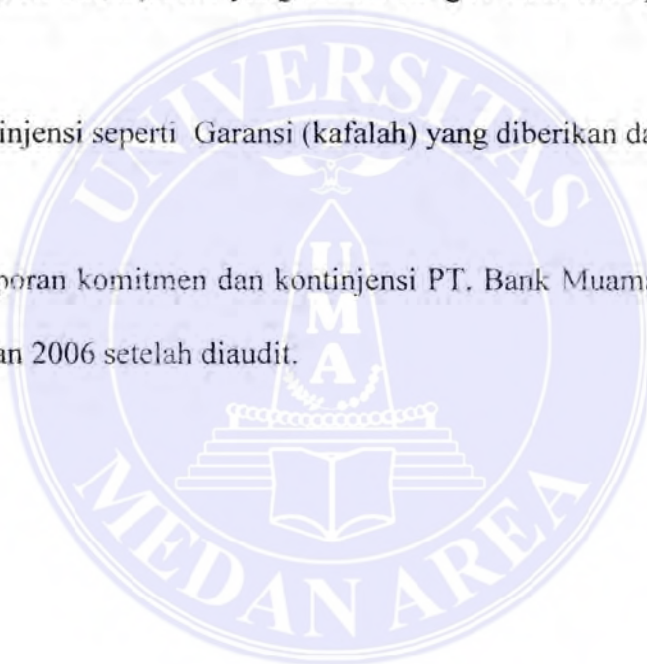 injensi seperti Garansi (kafalah) yang diberikan da
poran komitmen dan kontinjensi PT. Bank Muam
an 2006 setelah diaudit.
UNIVERSITAS
UMA
MEDAN AREA